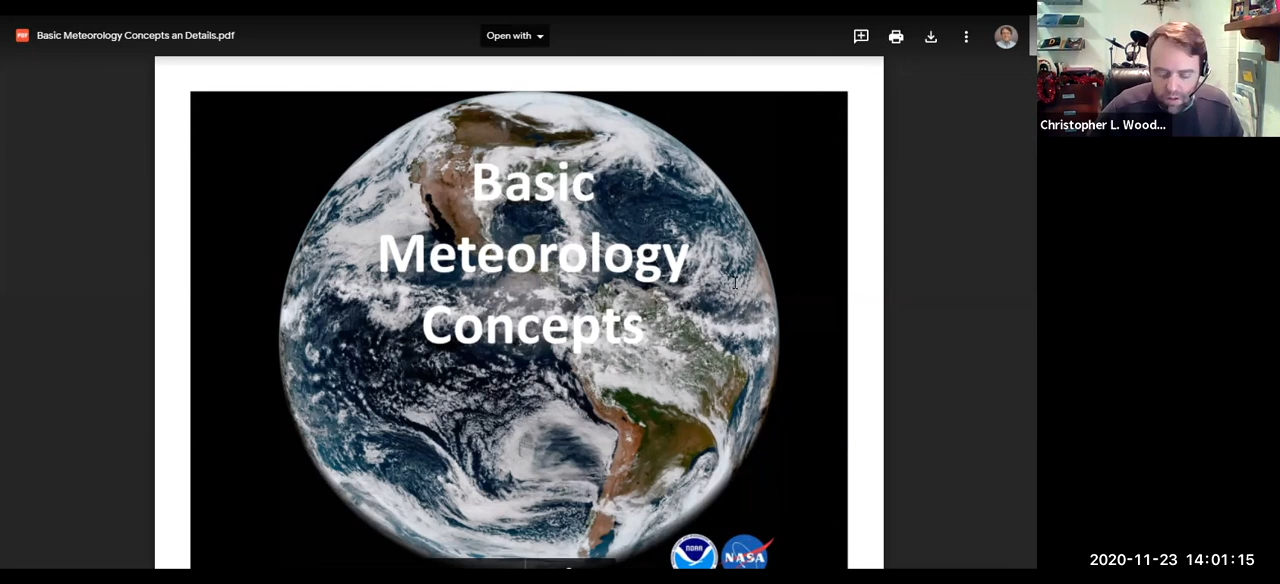 Basic Meteorology Concepts an Details.pdf
Open with
PDF
Basic
Meteorology
Concepts
NOAA
NASA
Christopher L. Wood...
2020-11-23 14:01:15